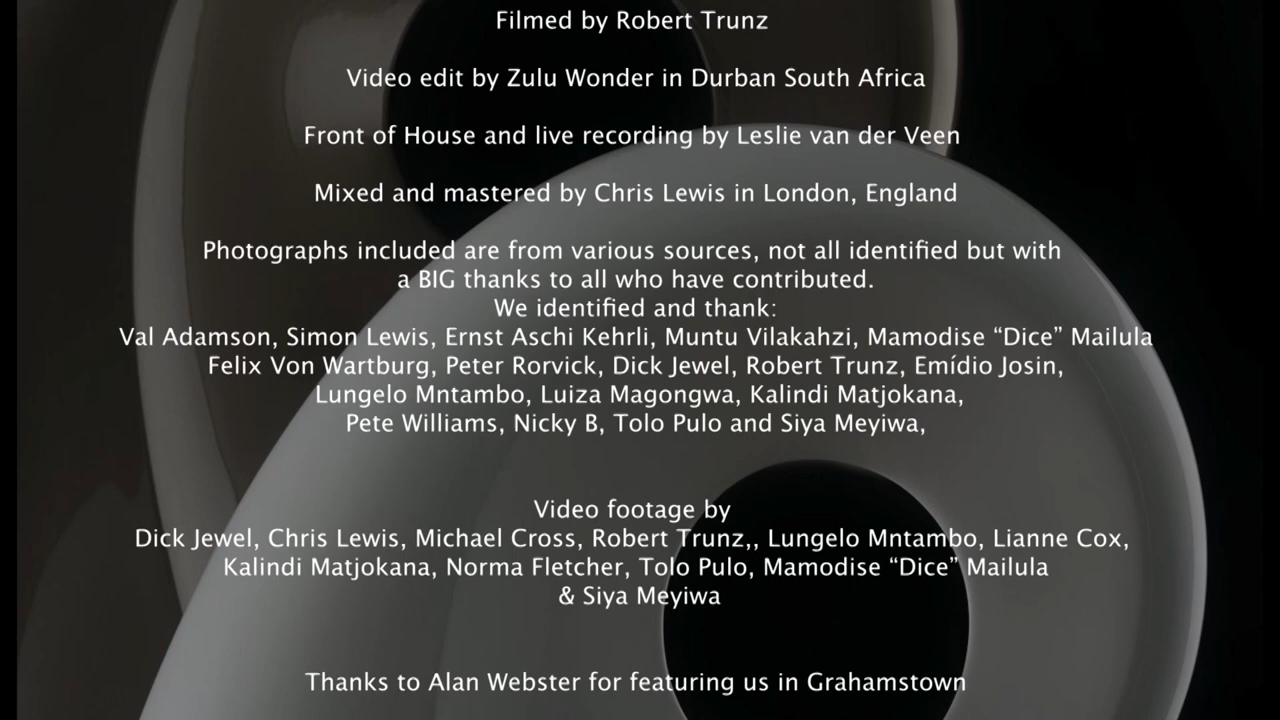 Filmed by Robert Trunz
Video edit by Zulu Wonder in Durban South Africa
Front of House and live recording by Leslie van der Veen
Mixed and mastered by Chris Lewis in London, England
Photographs included are from various sources, not all identified but with
a BIG thanks to all who have contributed.
We identified and thank:
Val Adamson, Simon Lewis, Ernst Aschi Kehrli, Muntu Vilakahzi, Mamodise “Dice” Mailula
Felix Von Wartburg, Peter Rorvick, Dick Jewel, Robert Trunz, Emídio Josin,
Lungelo Mntambo, Luiza Magongwa, Kalindi Matjokana,
Pete Williams, Nicky B, Tolo Pulo and Siya Meyiwa,
Video footage by
Dick Jewel, Chris Lewis, Michael Cross, Robert Trunz,, Lungelo Mntambo, Lianne Cox,
Kalindi Matjokana, Norma Fletcher, Tolo Pulo, Mamodise “Dice” Mailula
& Siya Meyiwa
Thanks to Alan Webster for featuring us in Grahamstown